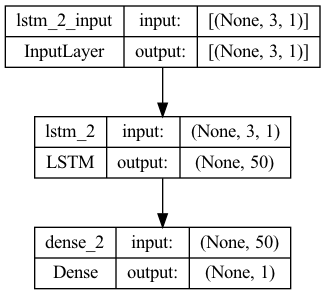 lstm_2_input input: [(None, 3, 1)]
InputLayer output: [(None, 3, 1)]
lstm_2 input: (None, 3, 1)
LSTM output: (None, 50)
dense_2 input: (None, 50)
Dense output: (None, 1)